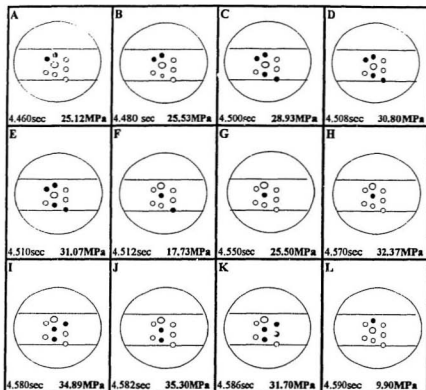 A B C D
4.460sec 25.12MPa 4.480 sec 25.53MPa 4.500sec 28.93MPa 4.508sec 30.80MPa
E F G H
4.510sec 31.07MPa 4.512sec 17.73MPa 4.550sec 25.50MPa 4.570sec 32.37MPa
I J K L
4.580sec 34.89MPa 4.582sec 35.30MPa 4.586sec 31.70MPa 4.590sec 9.90MPa